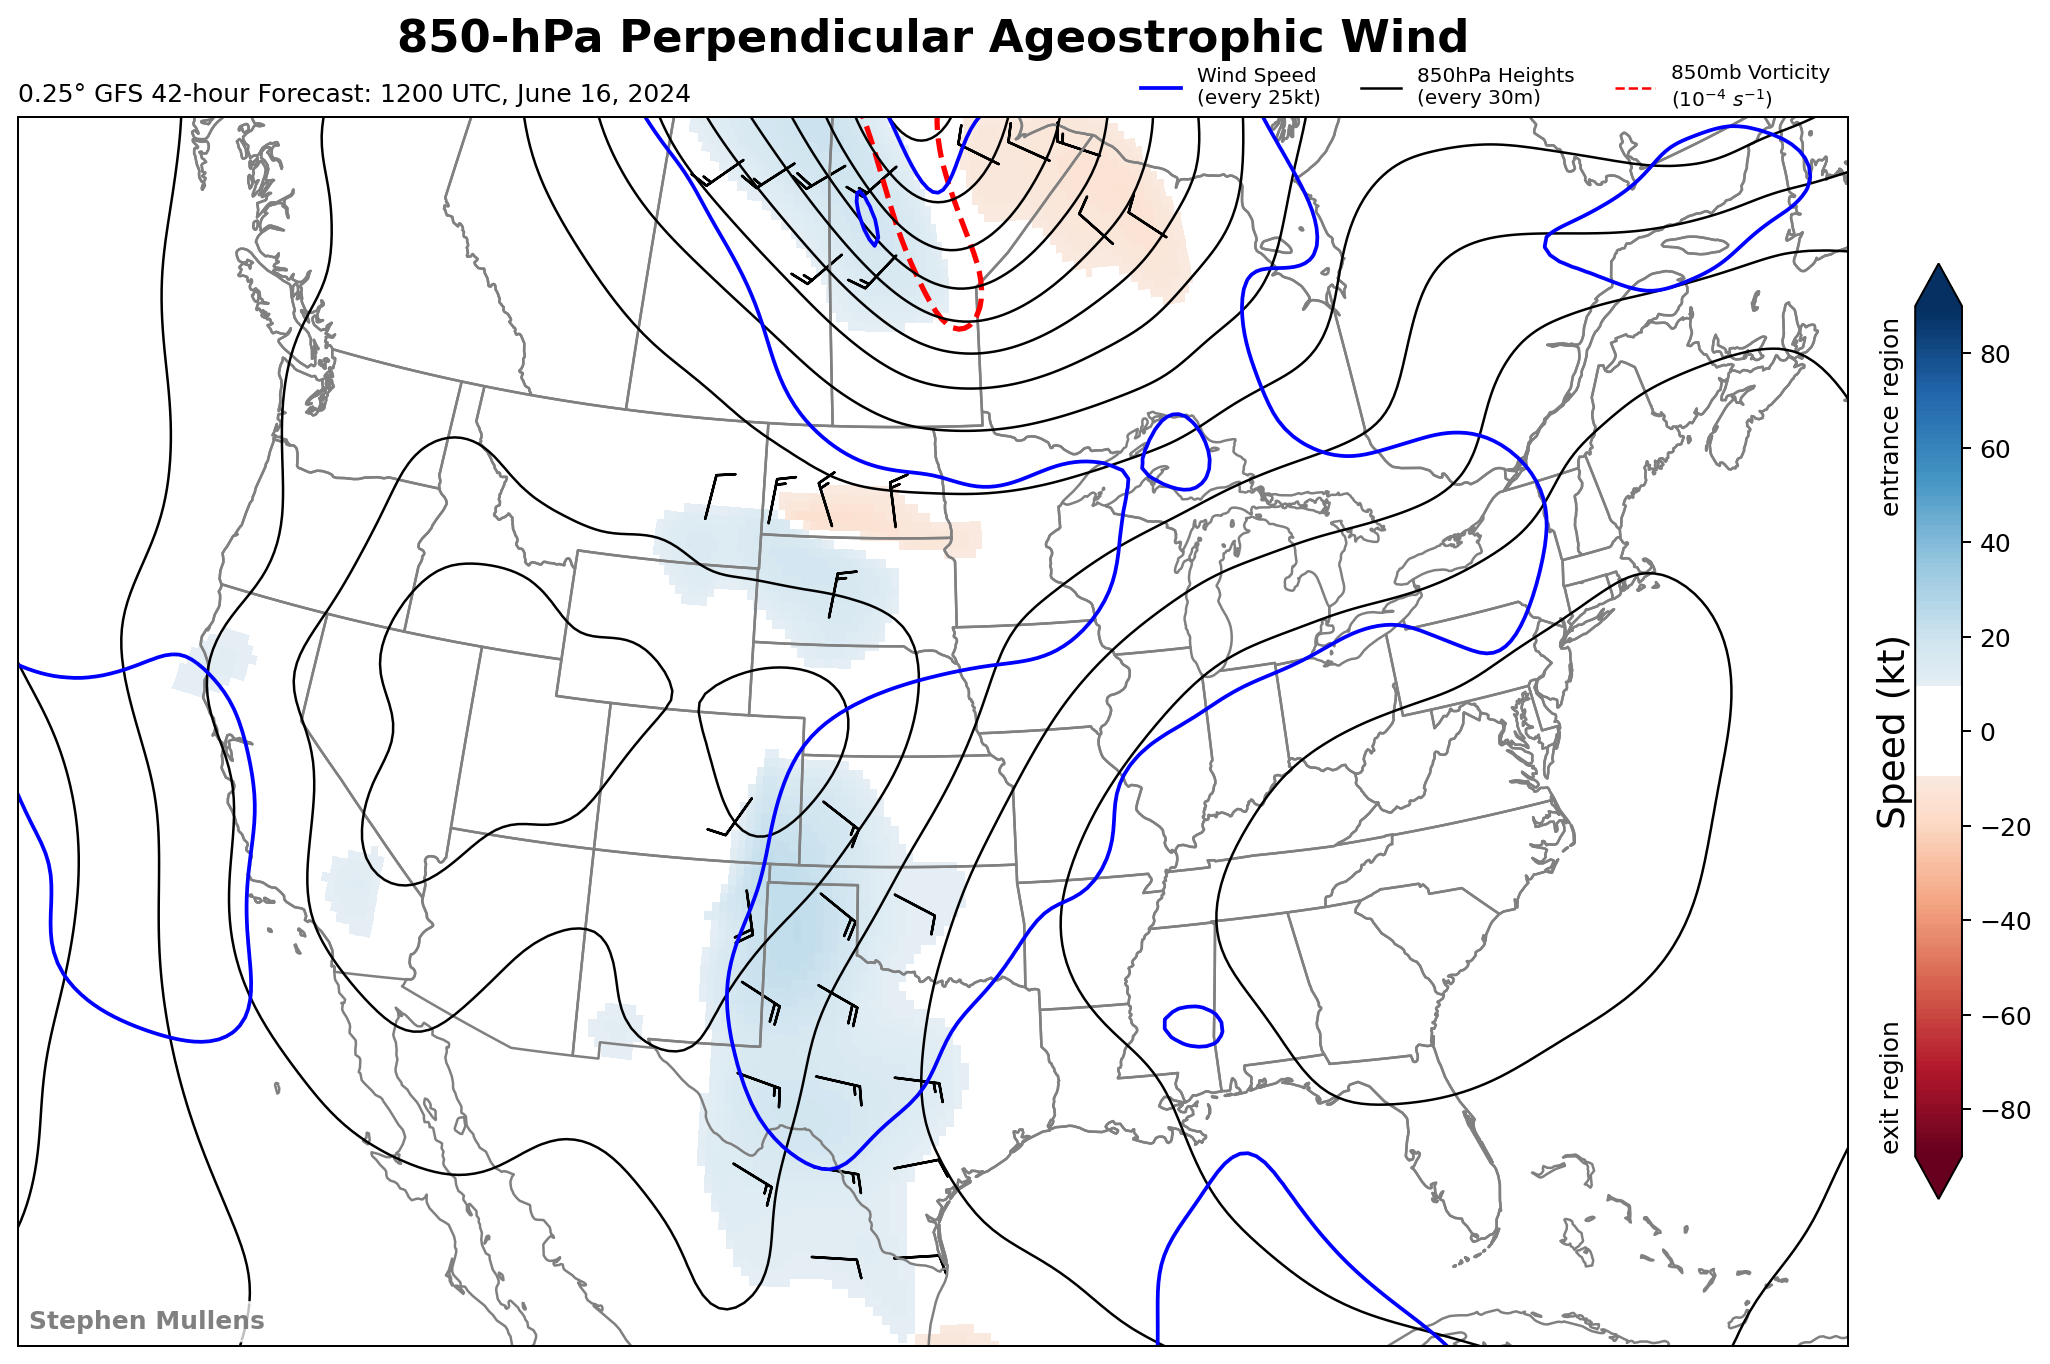 850-hPa Perpendicular Ageostrophic Wind
0.25° GFS 42-hour Forecast: 1200 UTC, June 16, 2024
Wind Speed
(every 25kt)
850hPa Heights
(every 30m)
850mb Vorticity
(10⁻⁴ s⁻¹)
entrance region
Speed (kt)
exit region
80
60
40
20
0
−20
−40
−60
−80
Stephen Mullens